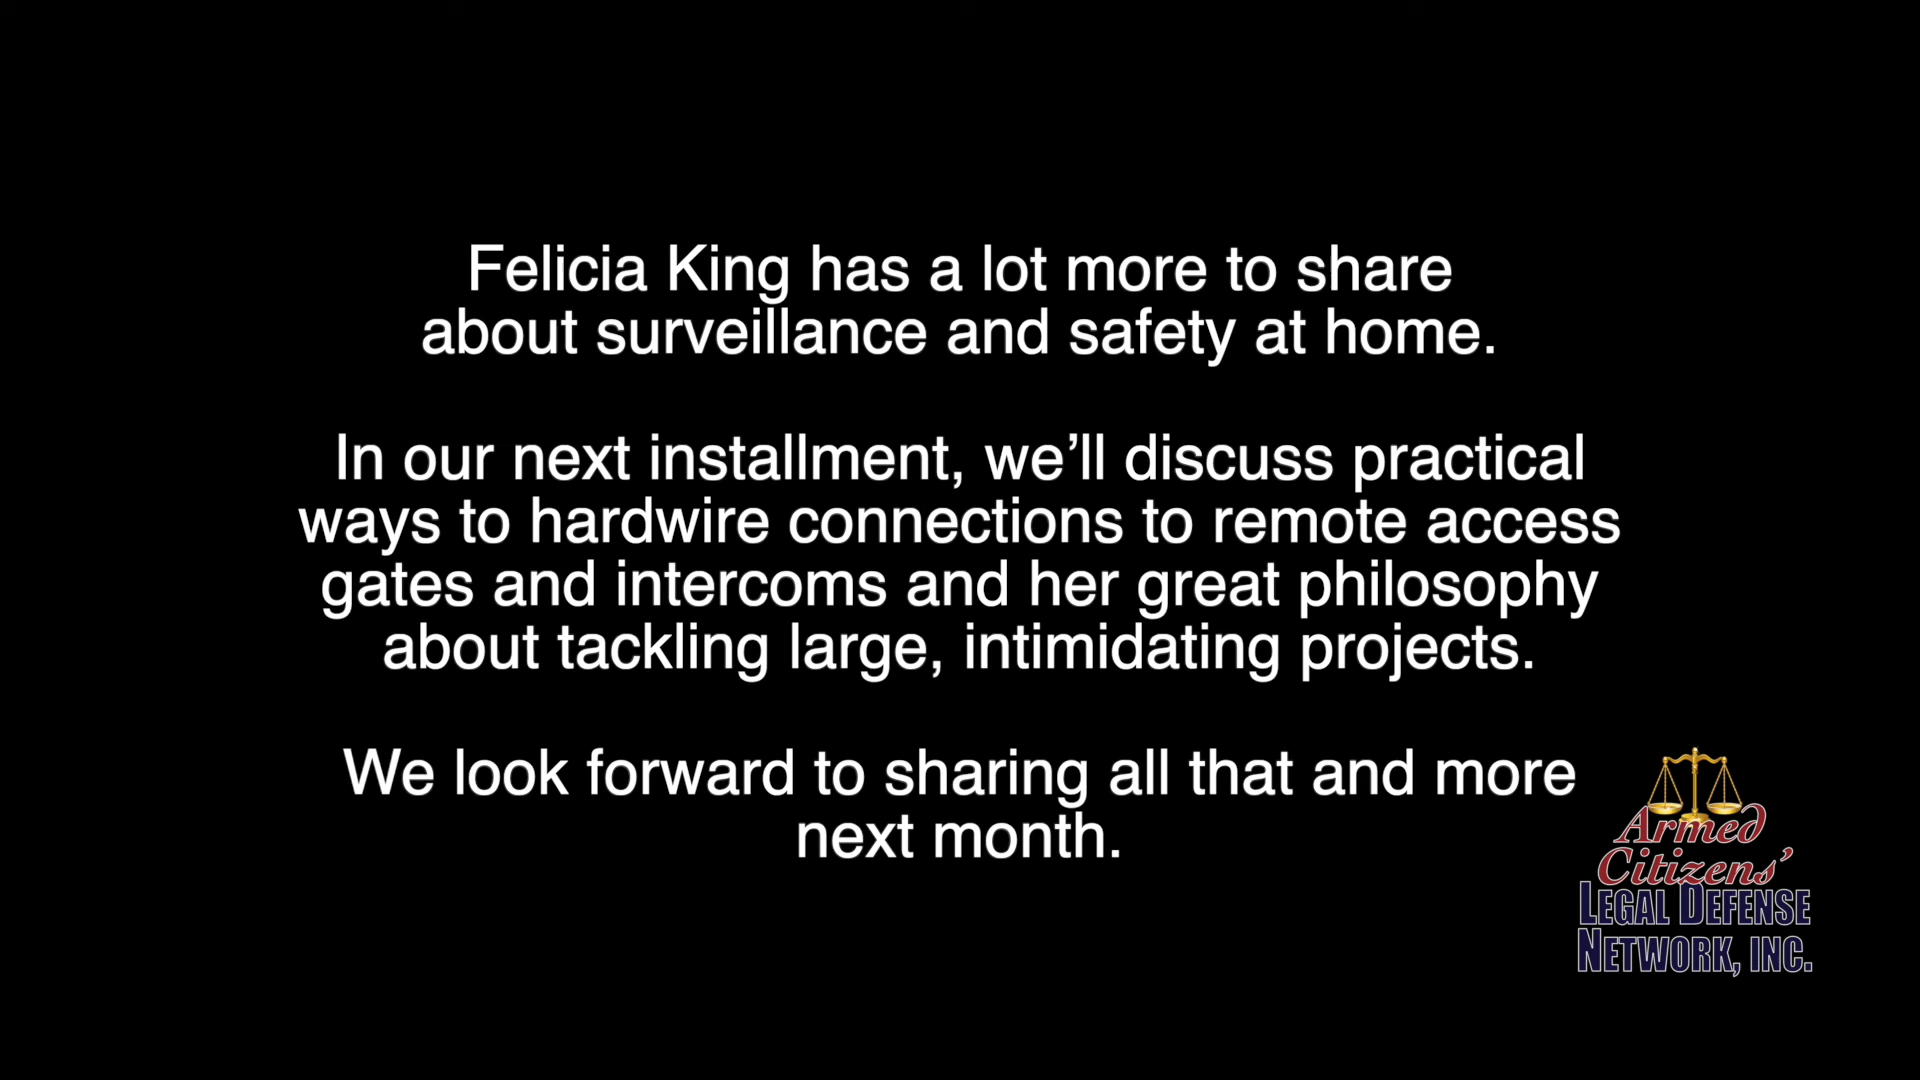 Felicia King has a lot more to share
about surveillance and safety at home.
In our next installment, we’ll discuss practical
ways to hardwire connections to remote access
gates and intercoms and her great philosophy
about tackling large, intimidating projects.
We look forward to sharing all that and more
next month.
Armed
Citizens’
LEGAL DEFENSE
NETWORK, INC.